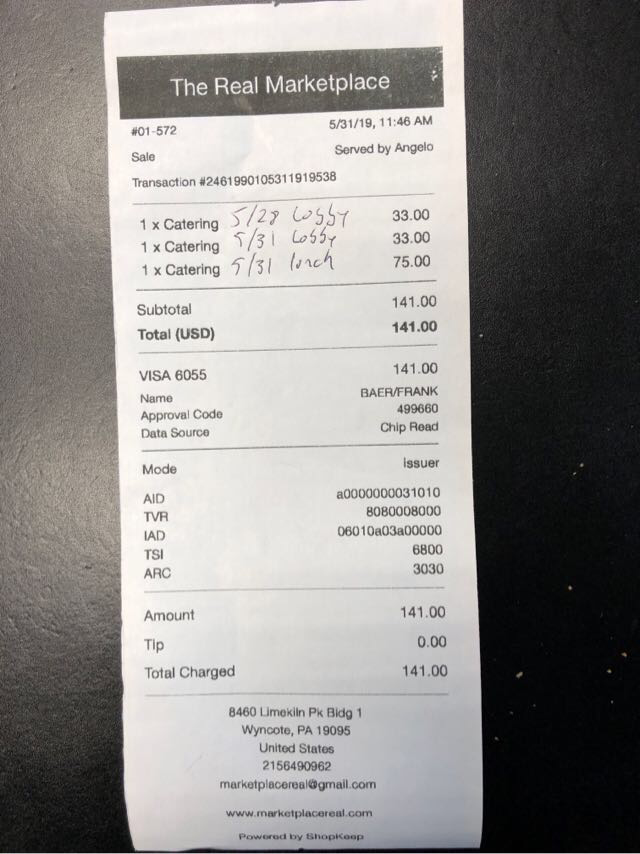 The Real Marketplace
#01-572 5/31/19, 11:46 AM
Sale Served by Angelo
Transaction #2461990105311919538
1 x Catering 5/28 Lobby 33.00
1 x Catering 5/31 Lobby 33.00
1 x Catering 5/31 lunch 75.00
Subtotal 141.00
Total (USD) 141.00
VISA 6055 141.00
Name BAER/FRANK
Approval Code 499660
Data Source Chip Read
Mode Issuer
AID a0000000031010
TVR 8080008000
IAD 06010a03a00000
TSI 6800
ARC 3030
Amount 141.00
Tip 0.00
Total Charged 141.00
8460 Limekiln Pk Bldg 1
Wyncote, PA 19095
United States
2156490962
marketplacereal@gmail.com
www.marketplacereal.com
Powered by ShopKeep